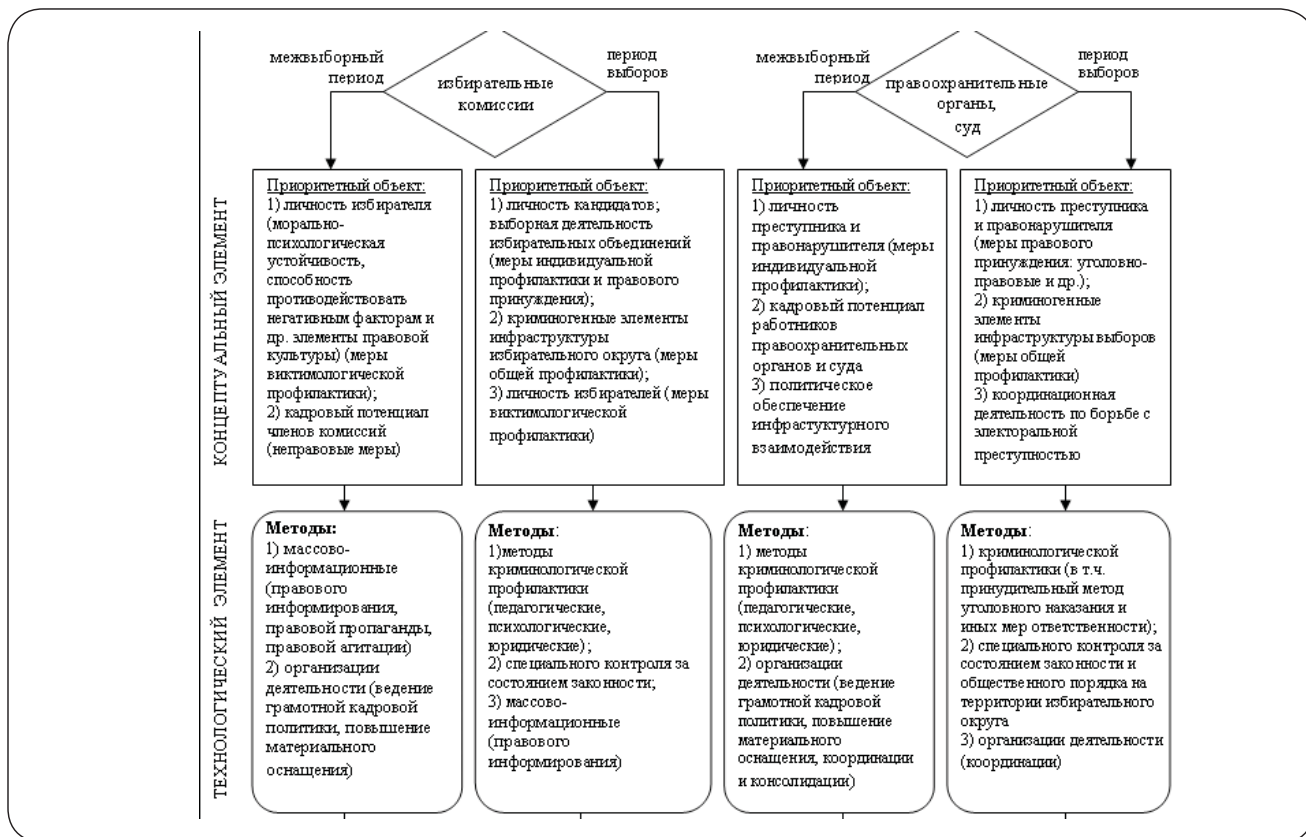 межвыборный
период
избирательные
комиссии
период
выборов
межвыборный
период
правоохранительные
органы,
суд
период
выборов
КОНЦЕПТУАЛЬНЫЙ ЭЛЕМЕНТ
Приоритетный объект:
1) личность избирателя
(морально-
психологическая
устойчивость,
способность
противодействовать
негативным факторам и
др. элементы правовой
культуры) (меры
виктимологической
профилактики);
2) кадровый потенциал
членов комиссий
(неправовые меры)
Приоритетный объект:
1) личность кандидатов;
выборная деятельность
избирательных объединений
(меры индивидуальной
профилактики и правового
принуждения);
2) криминогенные элементы
инфраструктуры
избирательного округа (меры
общей профилактики);
3) личность избирателей (меры
виктимологической
профилактики)
Приоритетный объект:
1) личность
преступника и
правонарушителя (меры
индивидуальной
профилактики);
2) кадровый потенциал
работников
правоохранительных
органов и суда
3) политическое
обеспечение
инфрастуктурного
взаимодействия
Приоритетный объект:
1) личность преступника
и правонарушителя
(меры правового
принуждения: уголовно-
правовые и др.);
2) криминогенные
элементы
инфраструктуры выборов
(меры общей
профилактики)
3) координационная
деятельность по борьбе с
электоральной
преступностью
ТЕХНОЛОГИЧЕСКИЙ ЭЛЕМЕНТ
Методы:
1) массово-
информационные
(правового
информирования,
правовой пропаганды,
правовой агитации)
2) организации
деятельности (ведение
грамотной кадровой
политики, повышение
материального
оснащения)
Методы:
1)методы
криминологической
профилактики
(педагогические,
психологические,
юридические);
2) специального контроля за
состоянием законности;
3) массово-
информационные
(правового
информирования)
Методы:
1) методы
криминологической
профилактики
(педагогические,
психологические,
юридические);
2) организации
деятельности (ведение
грамотной кадровой
политики, повышение
материального
оснащения, координации
и консолидации)
Методы:
1) криминологической
профилактики (в т.ч.
принудительный метод
уголовного наказания и
иных мер ответственности);
2) специального контроля за
состоянием законности и
общественного порядка на
территории избирательного
округа
3) организации деятельности
(координации)